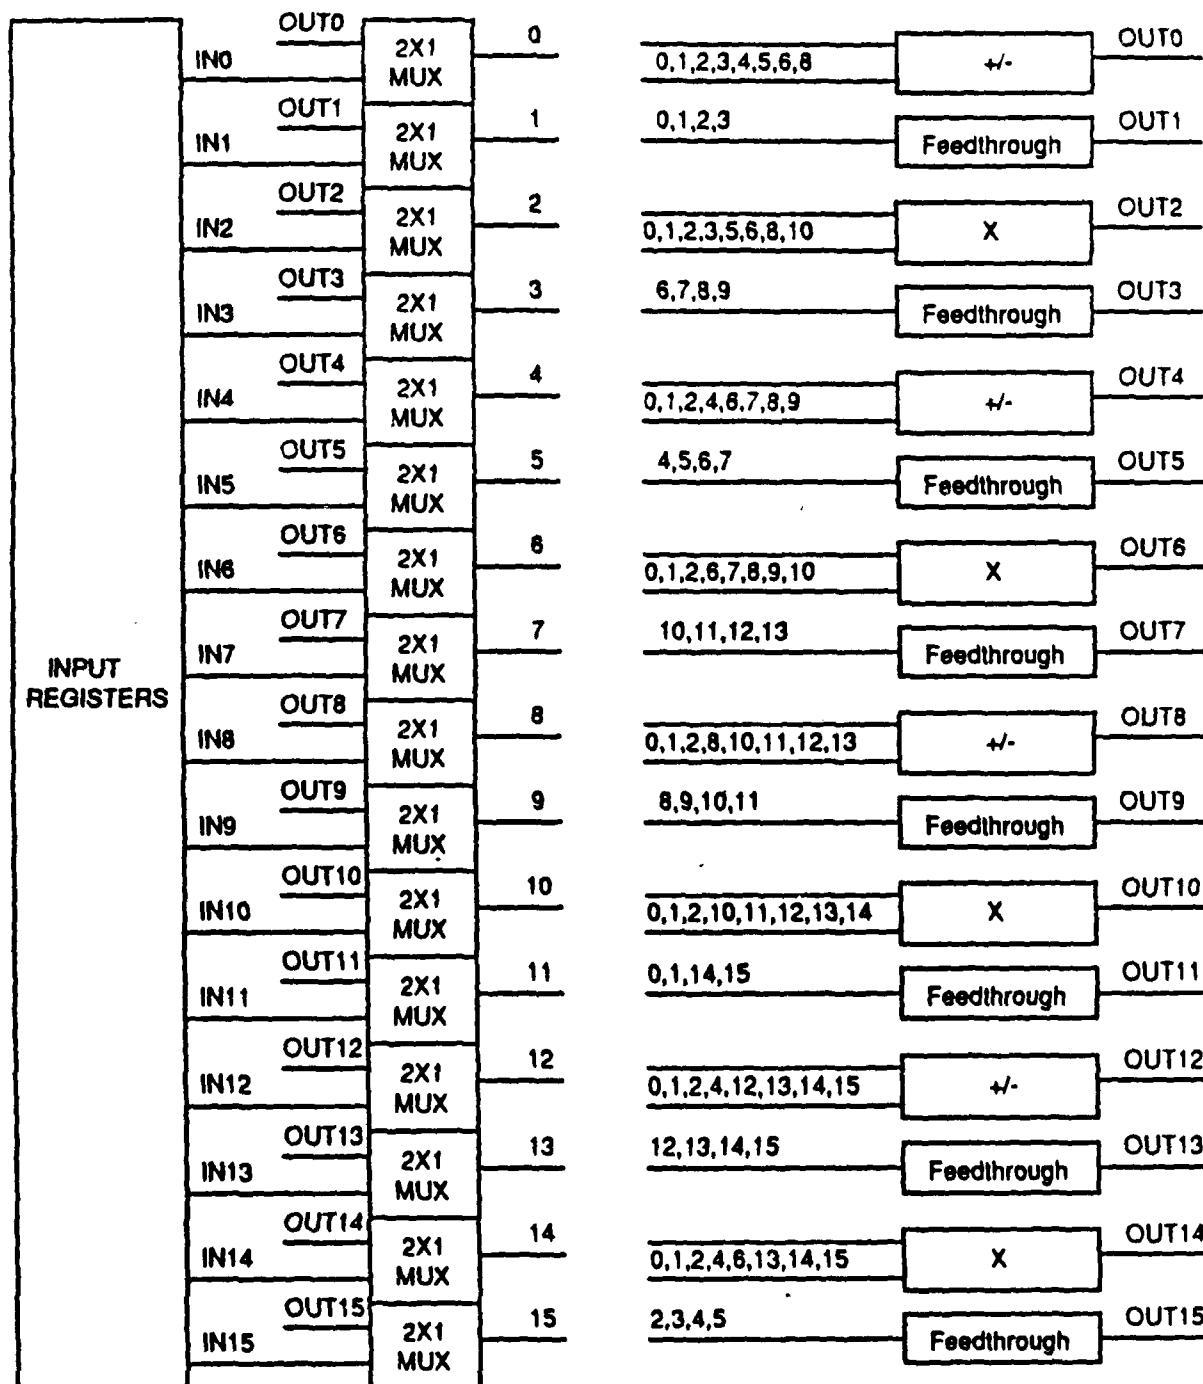 OUT0
IN0
2X1
MUX
0
0,1,2,3,4,5,6,8
+/-
OUT0
OUT1
IN1
2X1
MUX
1
0,1,2,3
Feedthrough
OUT1
OUT2
IN2
2X1
MUX
2
0,1,2,3,5,6,8,10
X
OUT2
OUT3
IN3
2X1
MUX
3
6,7,8,9
Feedthrough
OUT3
OUT4
IN4
2X1
MUX
4
0,1,2,4,6,7,8,9
+/-
OUT4
OUT5
IN5
2X1
MUX
5
4,5,6,7
Feedthrough
OUT5
OUT6
IN6
2X1
MUX
6
0,1,2,6,7,8,9,10
X
OUT6
INPUT
REGISTERS
OUT7
IN7
2X1
MUX
7
10,11,12,13
Feedthrough
OUT7
OUT8
IN8
2X1
MUX
8
0,1,2,8,10,11,12,13
+/-
OUT8
OUT9
IN9
2X1
MUX
9
8,9,10,11
Feedthrough
OUT9
OUT10
IN10
2X1
MUX
10
0,1,2,10,11,12,13,14
X
OUT10
OUT11
IN11
2X1
MUX
11
0,1,14,15
Feedthrough
OUT11
OUT12
IN12
2X1
MUX
12
0,1,2,4,12,13,14,15
+/-
OUT12
OUT13
IN13
2X1
MUX
13
12,13,14,15
Feedthrough
OUT13
OUT14
IN14
2X1
MUX
14
0,1,2,4,6,13,14,15
X
OUT14
OUT15
IN15
2X1
MUX
15
2,3,4,5
Feedthrough
OUT15